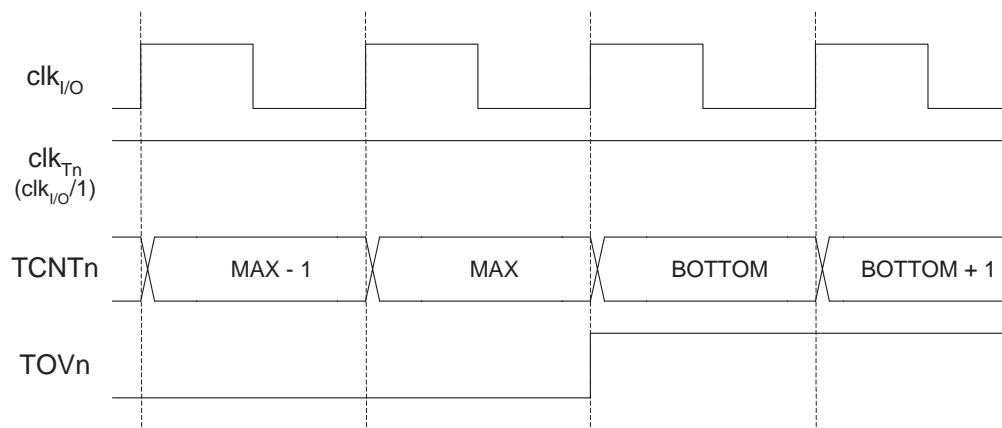 clkI/O
clkTn
(clkI/O/1)
TCNTn MAX - 1 MAX BOTTOM BOTTOM + 1
TOVn